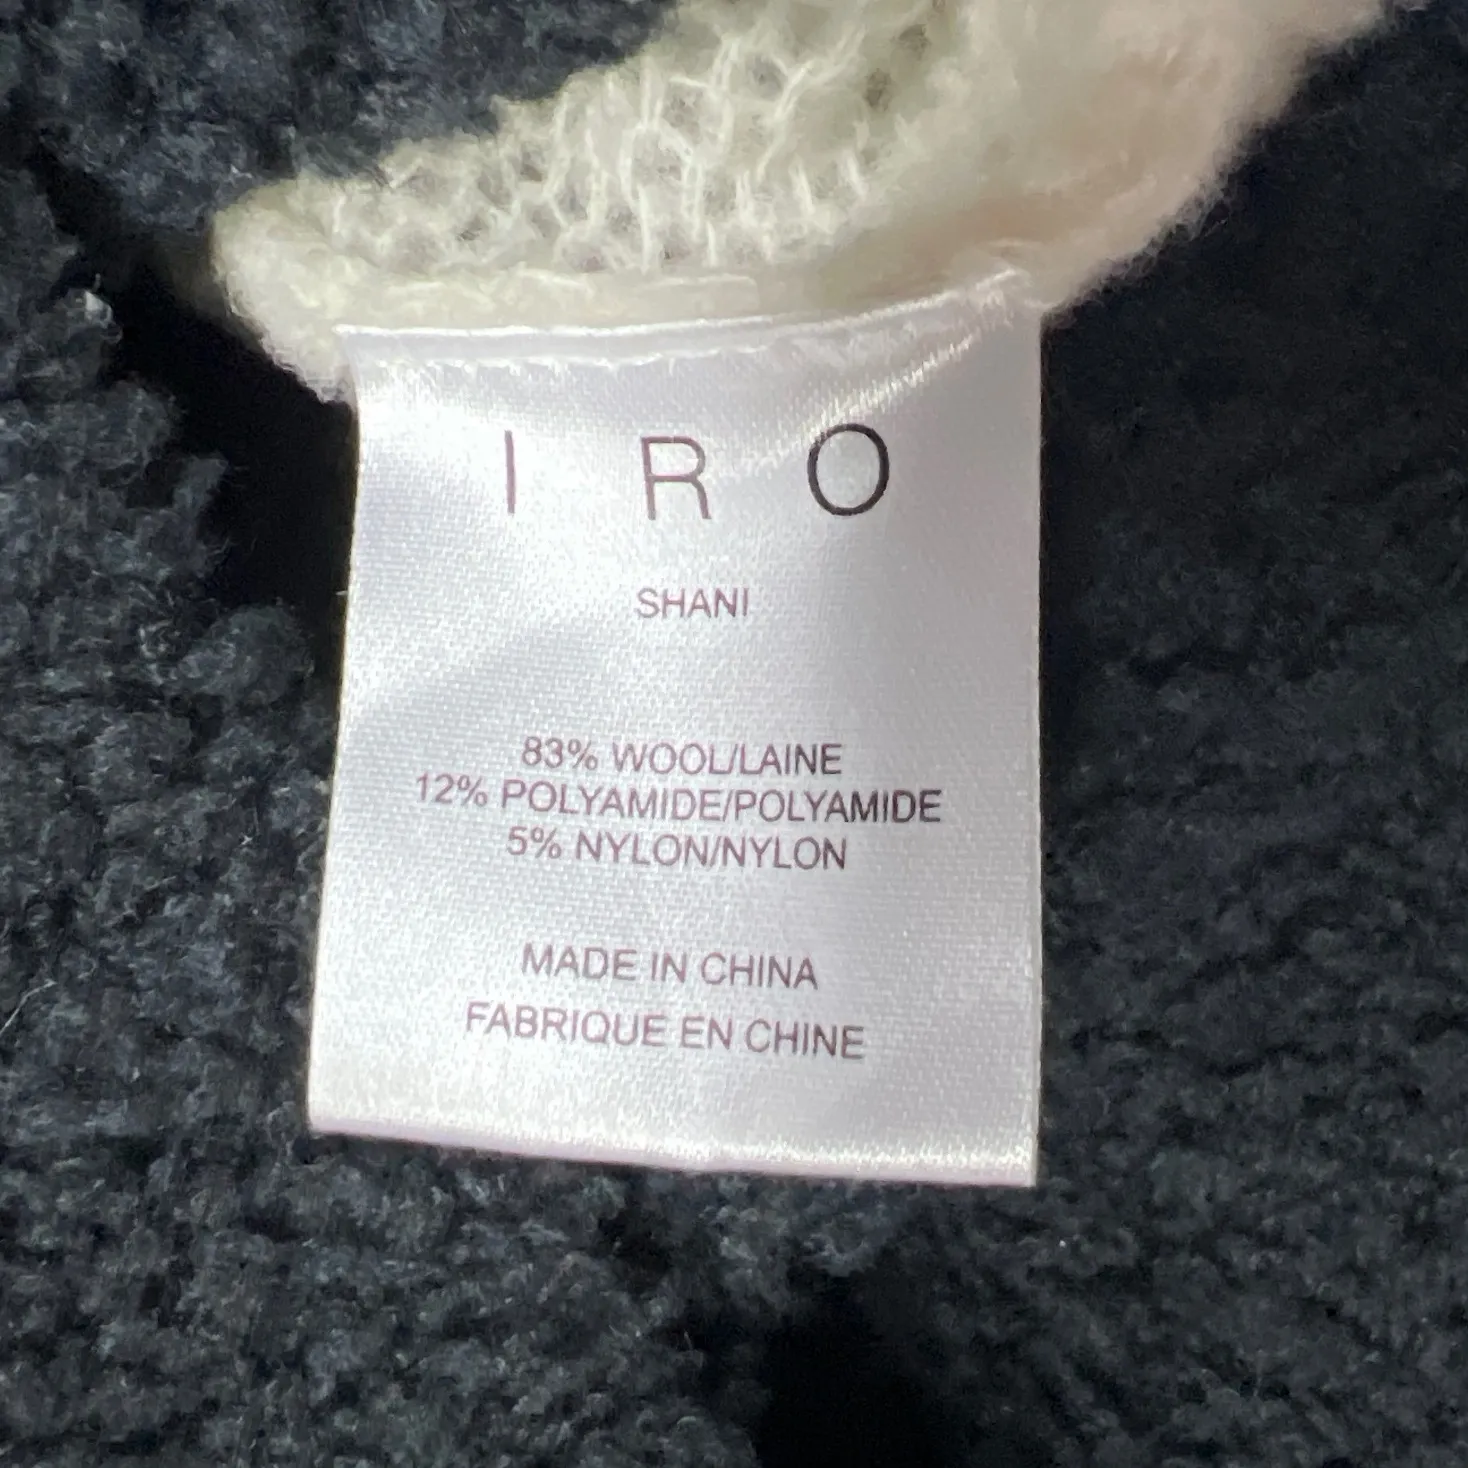 I R O
SHANI
83% WOOL/LAINE
12% POLYAMIDE/POLYAMIDE
5% NYLON/NYLON
MADE IN CHINA
FABRIQUE EN CHINE